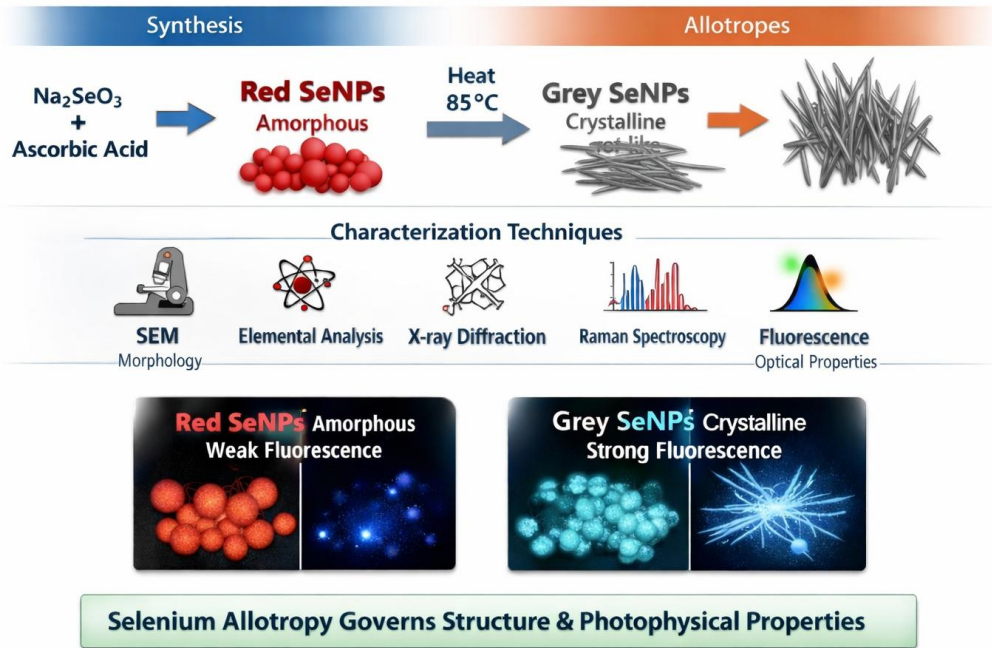 Synthesis
Allotropes
Na₂SeO₃
+
Ascorbic Acid
Red SeNPs
Amorphous
Heat
85°C
Grey SeNPs
Crystalline
Characterization Techniques
SEM
Morphology
Elemental Analysis
X-ray Diffraction
Raman Spectroscopy
Fluorescence
Optical Properties
Red SeNPs Amorphous
Weak Fluorescence
Grey SeNPs Crystalline
Strong Fluorescence
Selenium Allotropy Governs Structure & Photophysical Properties